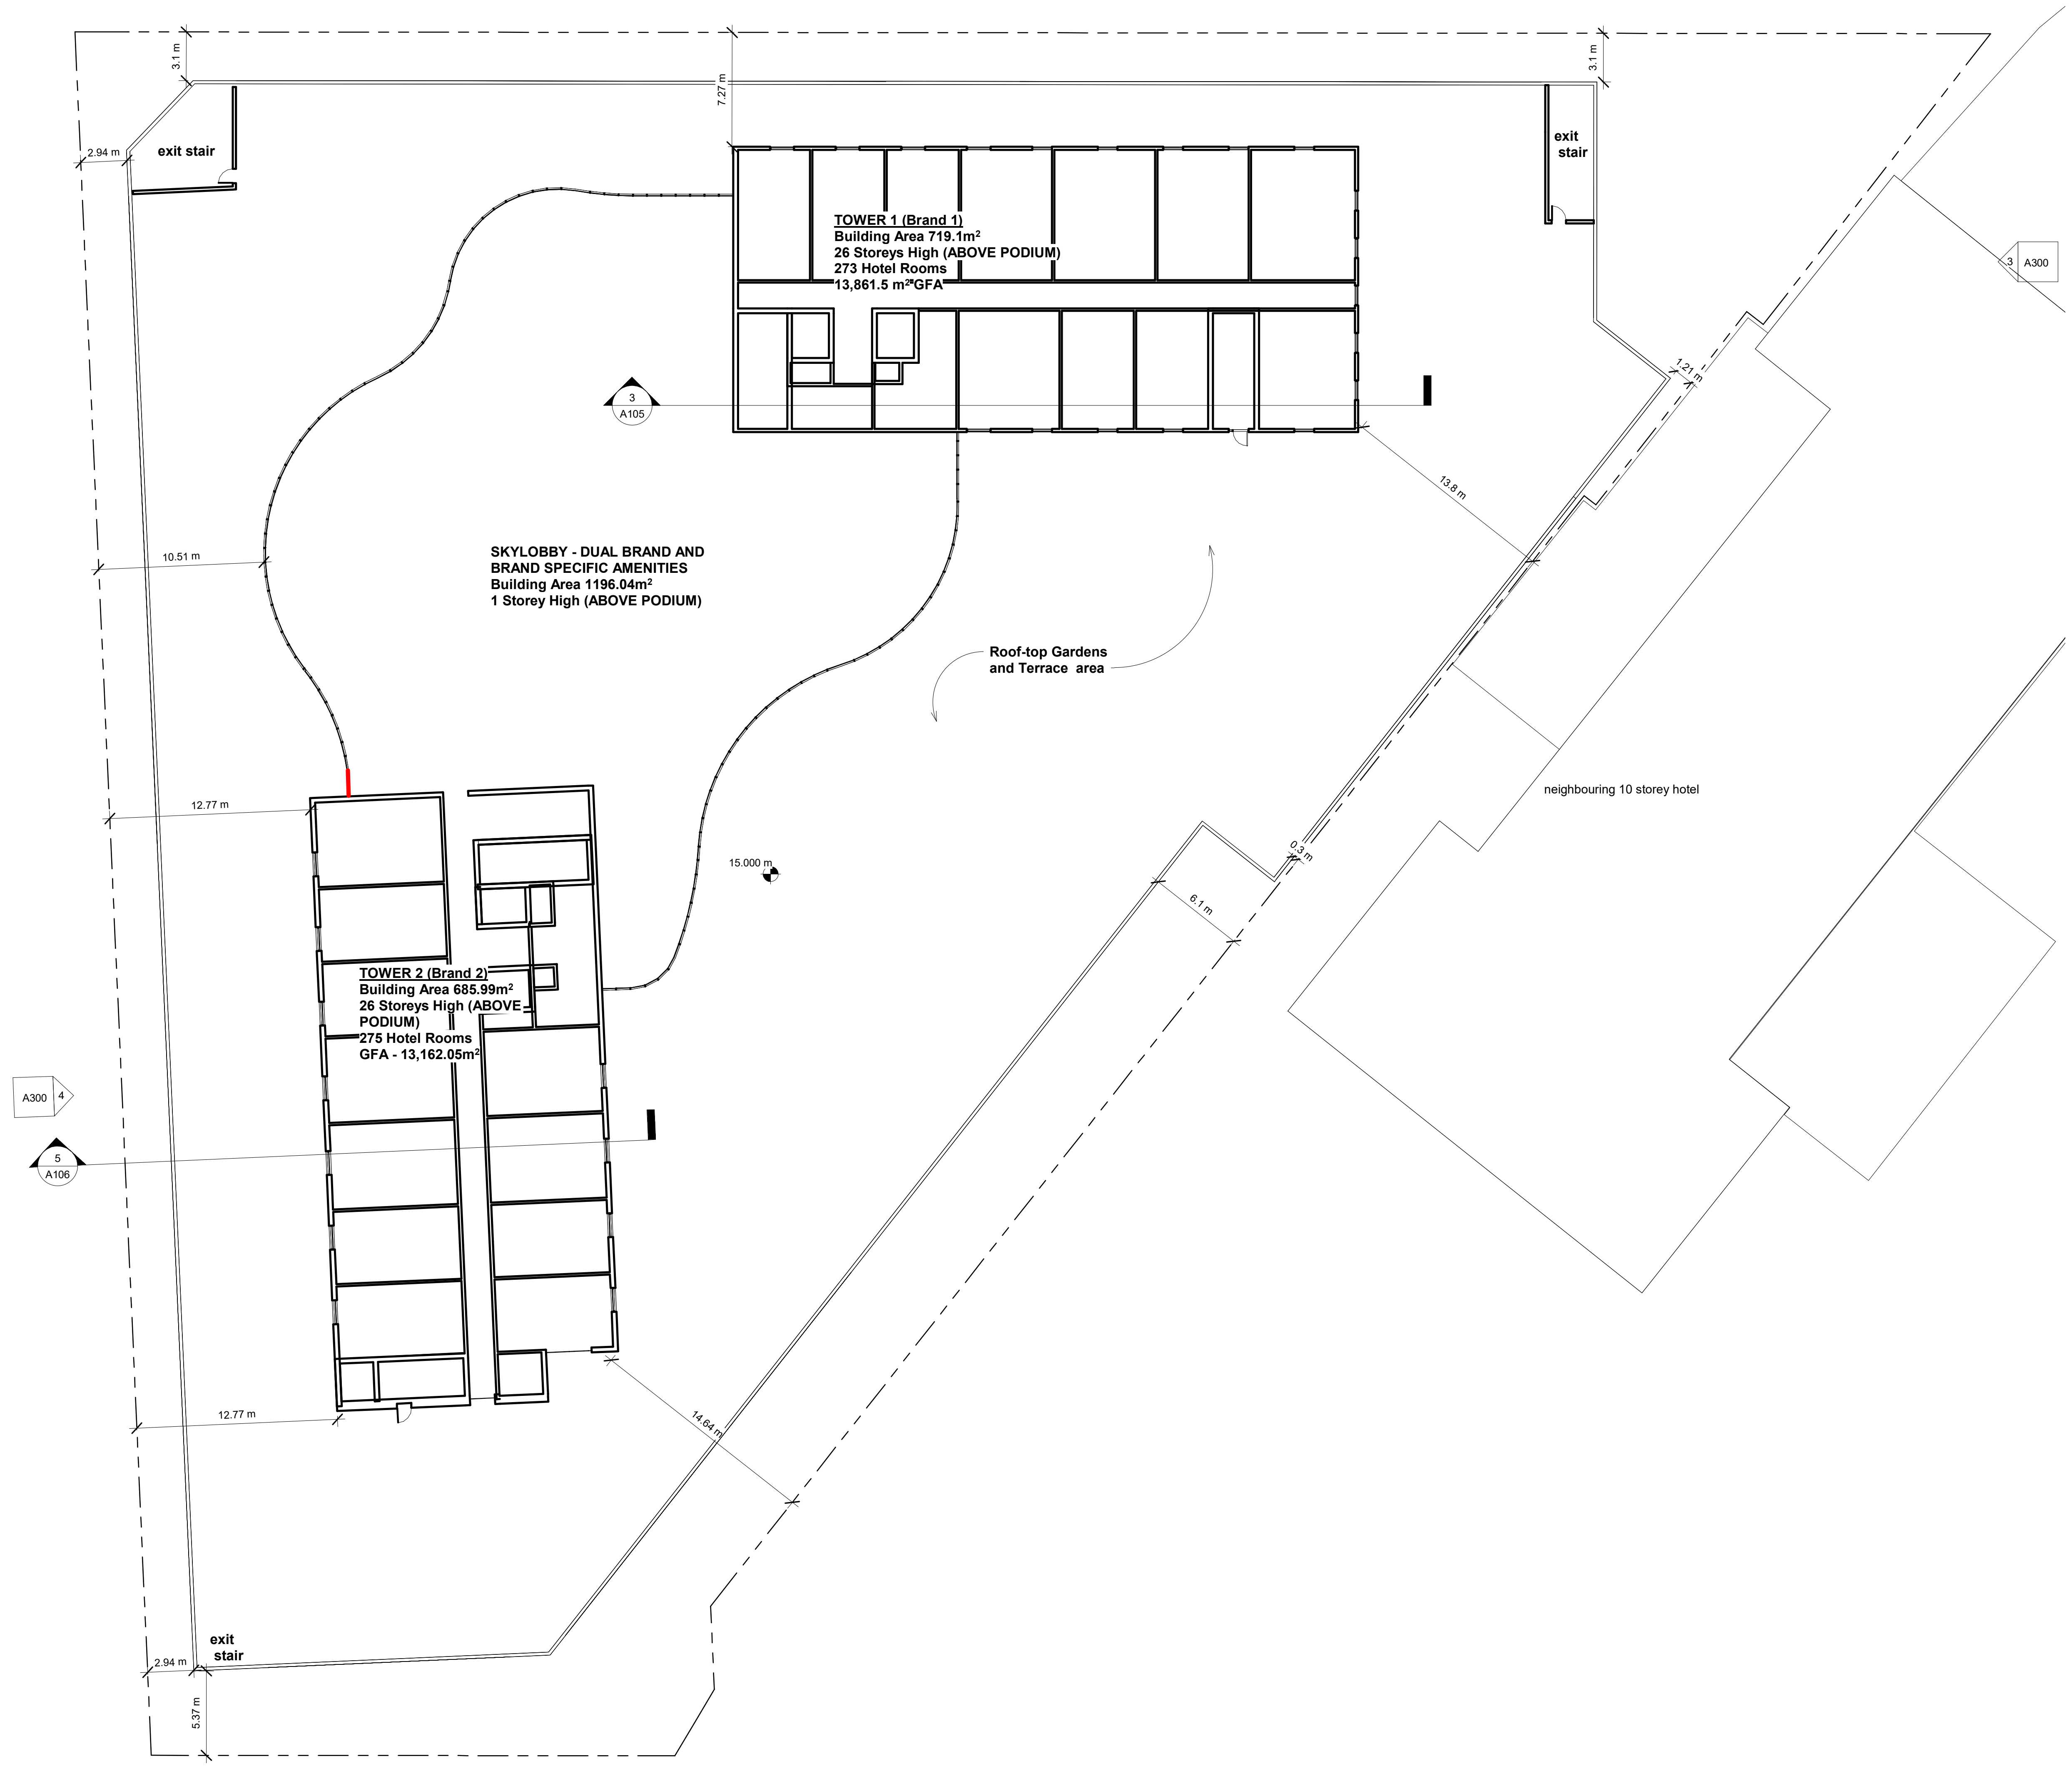 3.1 m
7.27 m
3.1 m
2.94 m
exit stair
exit
stair
TOWER 1 (Brand 1)
Building Area 719.1m²
26 Storeys High (ABOVE PODIUM)
273 Hotel Rooms
13,861.5 m² GFA
3
A300
1.21 m
3
A105
13.8 m
10.51 m
SKYLOBBY - DUAL BRAND AND
BRAND SPECIFIC AMENITIES
Building Area 1196.04m²
1 Storey High (ABOVE PODIUM)
Roof-top Gardens
and Terrace area
neighbouring 10 storey hotel
12.77 m
0.3 m
15.000 m
6.1 m
TOWER 2 (Brand 2)
Building Area 685.99m²
26 Storeys High (ABOVE
PODIUM)
275 Hotel Rooms
GFA - 13,162.05m²
A300
4
5
A106
12.77 m
14.64 m
exit
stair
2.94 m
5.37 m